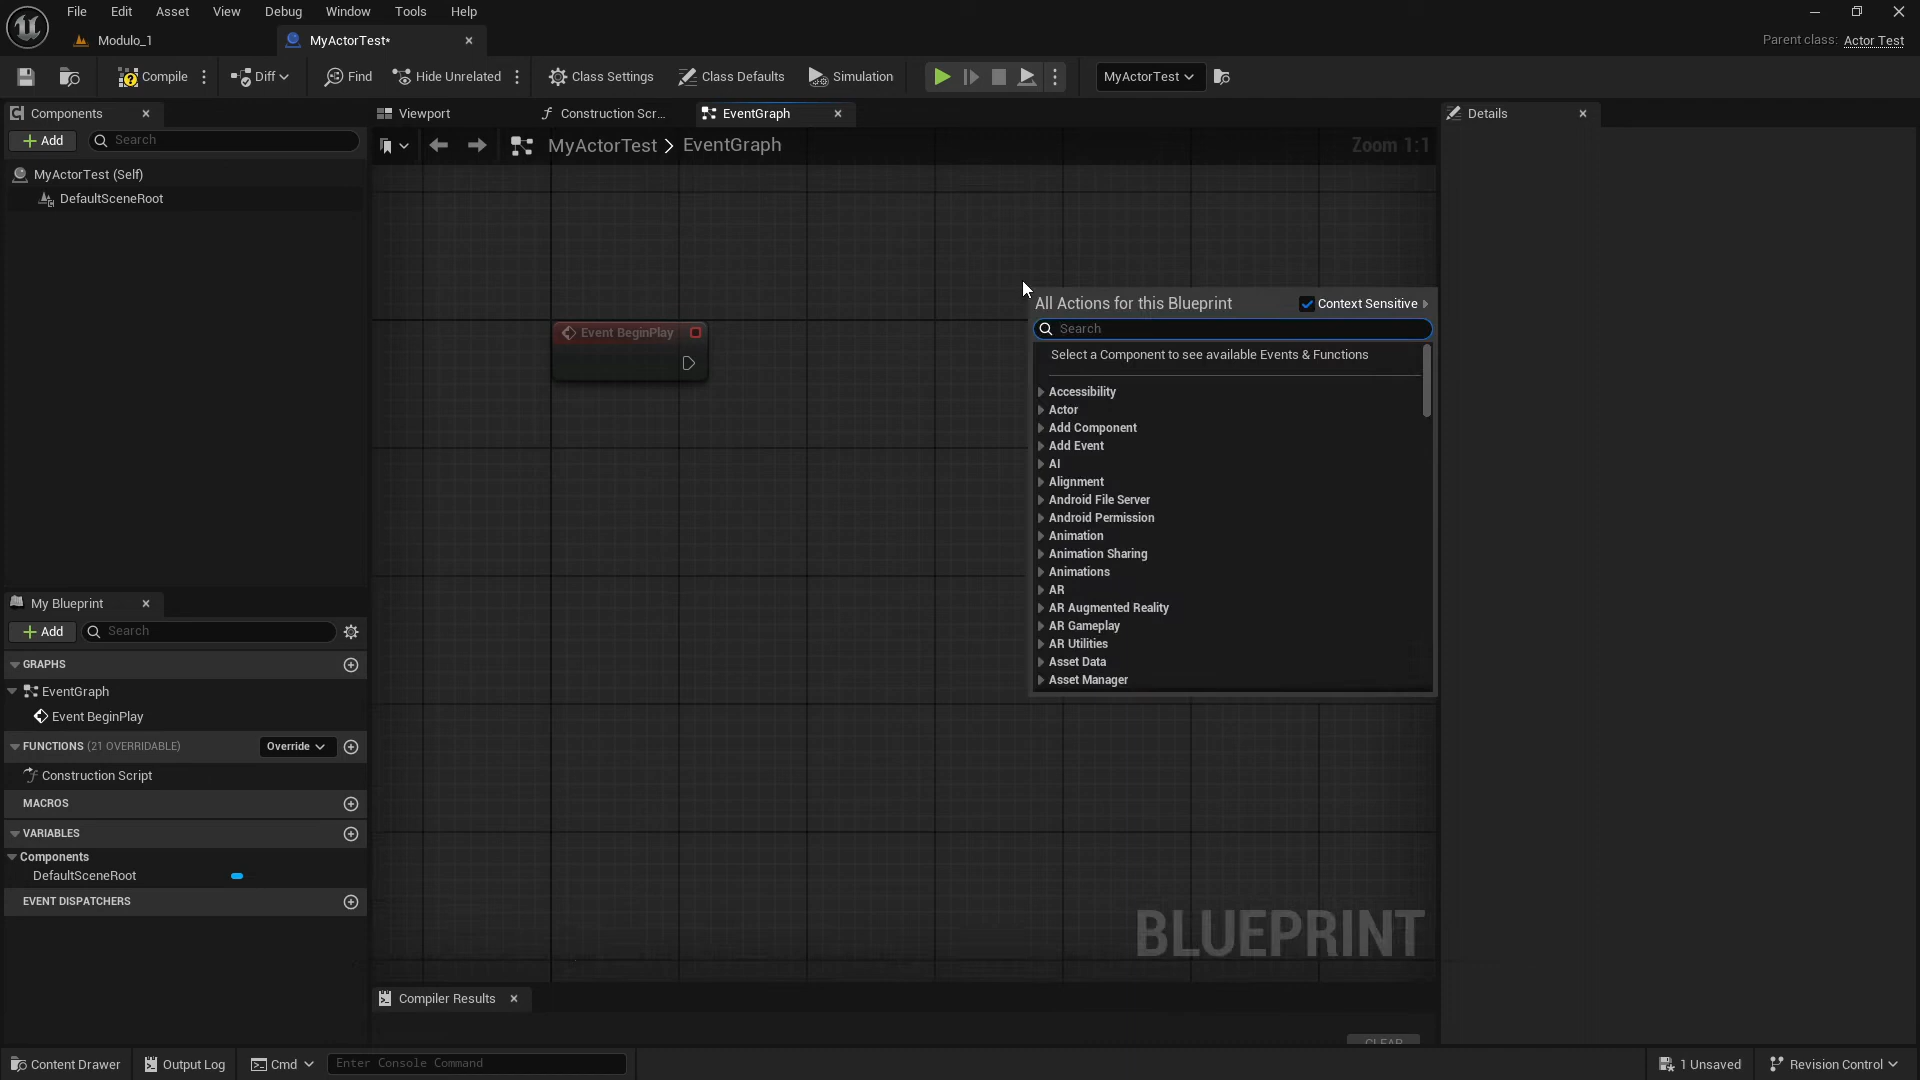 File Edit Asset View Debug Window Tools Help
Modulo_1 MyActorTest* Parent class: Actor Test
Compile Diff Find Hide Unrelated Class Settings Class Defaults Simulation MyActorTest
Components Viewport Construction Scr... EventGraph Details
Add Search MyActorTest > EventGraph Zoom 1:1
MyActorTest (Self)
DefaultSceneRoot
Event BeginPlay
All Actions for this Blueprint Context Sensitive
Search
Select a Component to see available Events & Functions
Accessibility
Actor
Add Component
Add Event
AI
Alignment
Android File Server
Android Permission
Animation
Animation Sharing
Animations
AR
AR Augmented Reality
AR Gameplay
AR Utilities
Asset Data
Asset Manager
My Blueprint
Add Search
GRAPHS
EventGraph
Event BeginPlay
FUNCTIONS (21 OVERRIDABLE) Override
Construction Script
MACROS
VARIABLES
Components
DefaultSceneRoot
EVENT DISPATCHERS
BLUEPRINT
Compiler Results
CLEAR
Content Drawer Output Log Cmd Enter Console Command 1 Unsaved Revision Control